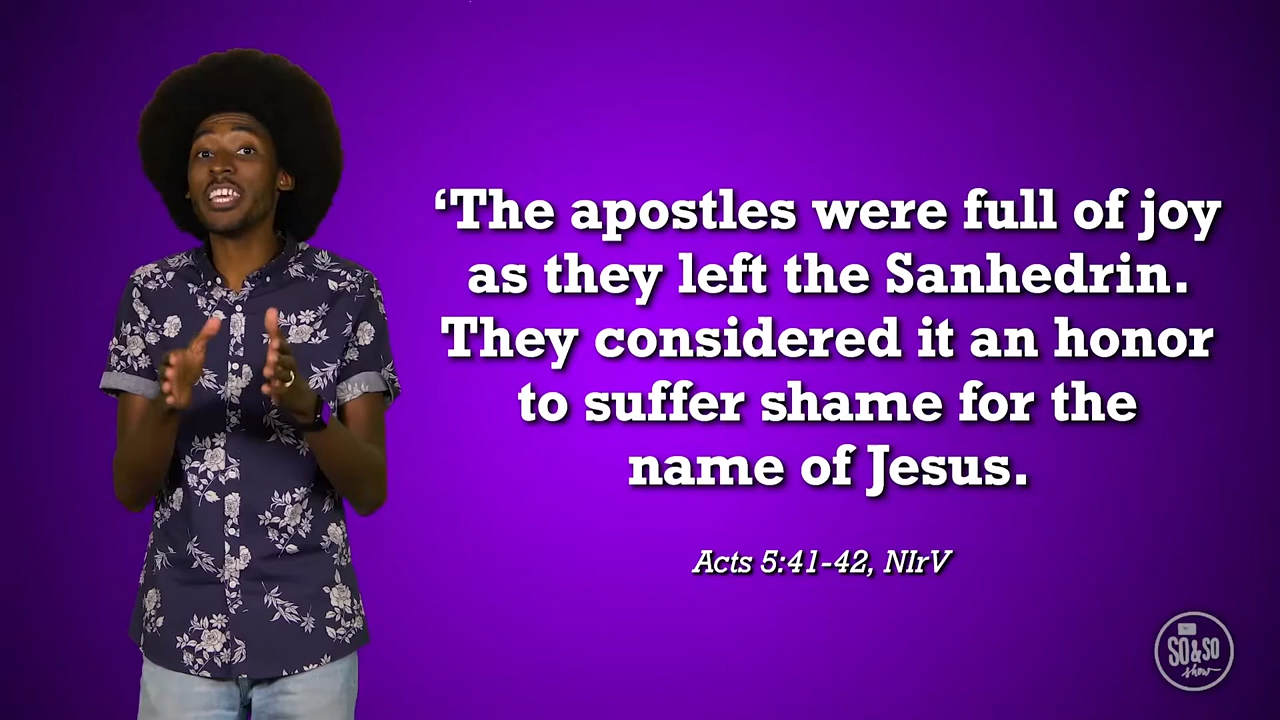 ‘The apostles were full of joy
as they left the Sanhedrin.
They considered it an honor
to suffer shame for the
name of Jesus.
Acts 5:41-42, NIrV
SO & SO
show